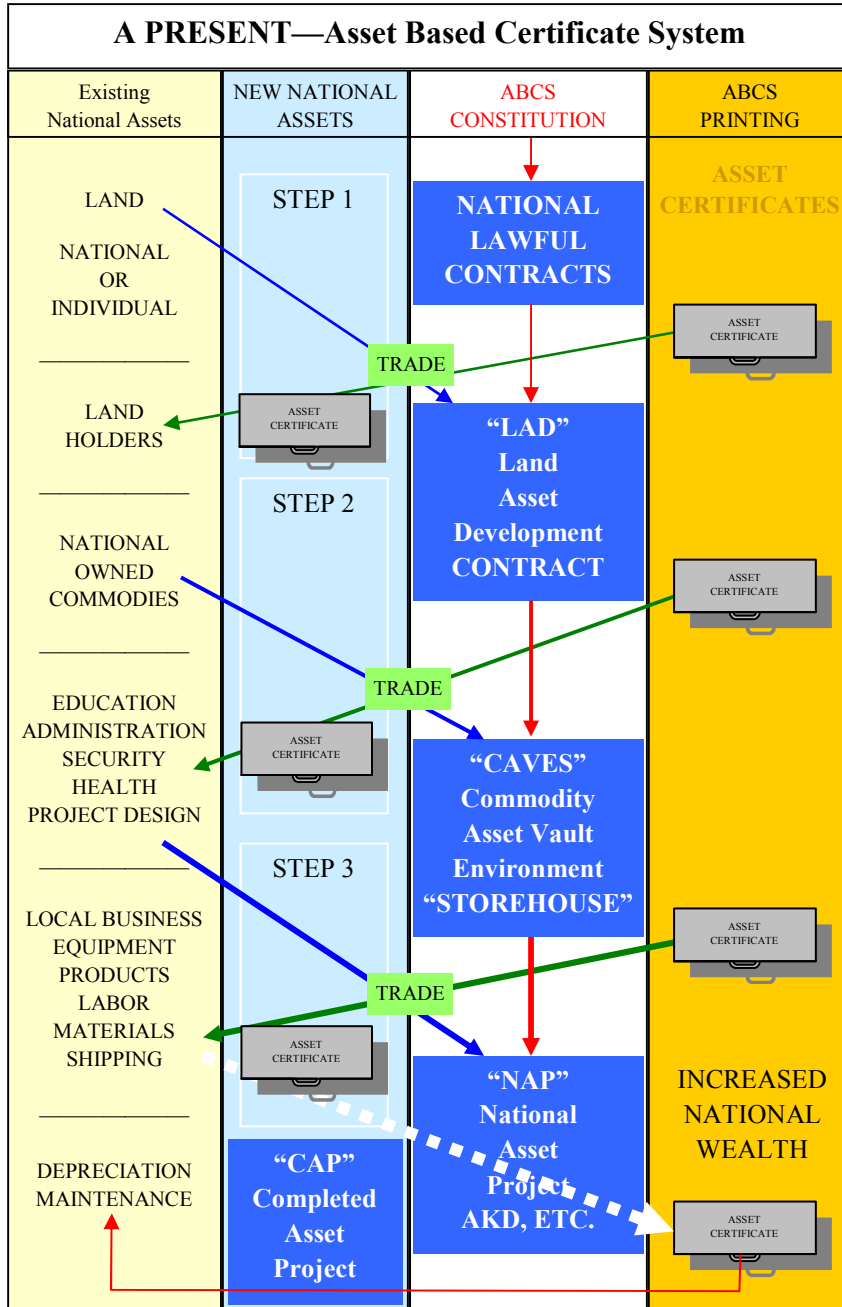 A PRESENT—Asset Based Certificate System
Existing
National Assets
NEW NATIONAL
ASSETS
ABCS
CONSTITUTION
ABCS
PRINTING
LAND
NATIONAL
OR
INDIVIDUAL
LAND
HOLDERS
NATIONAL
OWNED
COMMODIES
EDUCATION
ADMINISTRATION
SECURITY
HEALTH
PROJECT DESIGN
LOCAL BUSINESS
EQUIPMENT
PRODUCTS
LABOR
MATERIALS
SHIPPING
DEPRECIATION
MAINTENANCE
STEP 1
TRADE
ASSET
CERTIFICATE
STEP 2
TRADE
ASSET
CERTIFICATE
STEP 3
TRADE
ASSET
CERTIFICATE
“CAP”
Completed
Asset
Project
NATIONAL
LAWFUL
CONTRACTS
“LAD”
Land
Asset
Development
CONTRACT
“CAVES”
Commodity
Asset Vault
Environment
“STOREHOUSE”
“NAP”
National
Asset
Project
AKD, ETC.
ASSET
CERTIFICATES
ASSET
CERTIFICATE
ASSET
CERTIFICATE
ASSET
CERTIFICATE
INCREASED
NATIONAL
WEALTH
ASSET
CERTIFICATE